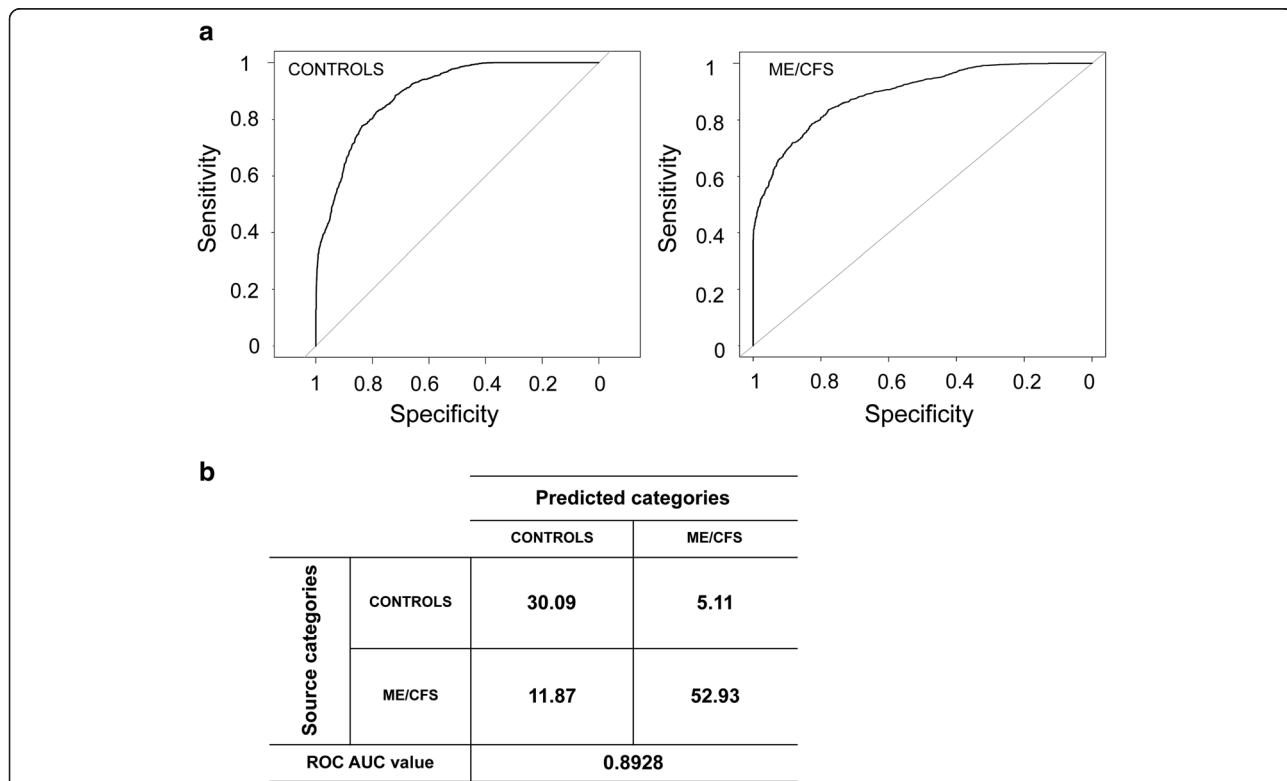 a
CONTROLS
1
0.8
0.6
0.4
0.2
0
Sensitivity
1 0.8 0.6 0.4 0.2 0
Specificity
ME/CFS
1
0.8
0.6
0.4
0.2
0
Sensitivity
1 0.8 0.6 0.4 0.2 0
Specificity
b
Predicted categories
CONTROLS ME/CFS
Source categories
CONTROLS 30.09 5.11
ME/CFS 11.87 52.93
ROC AUC value 0.8928